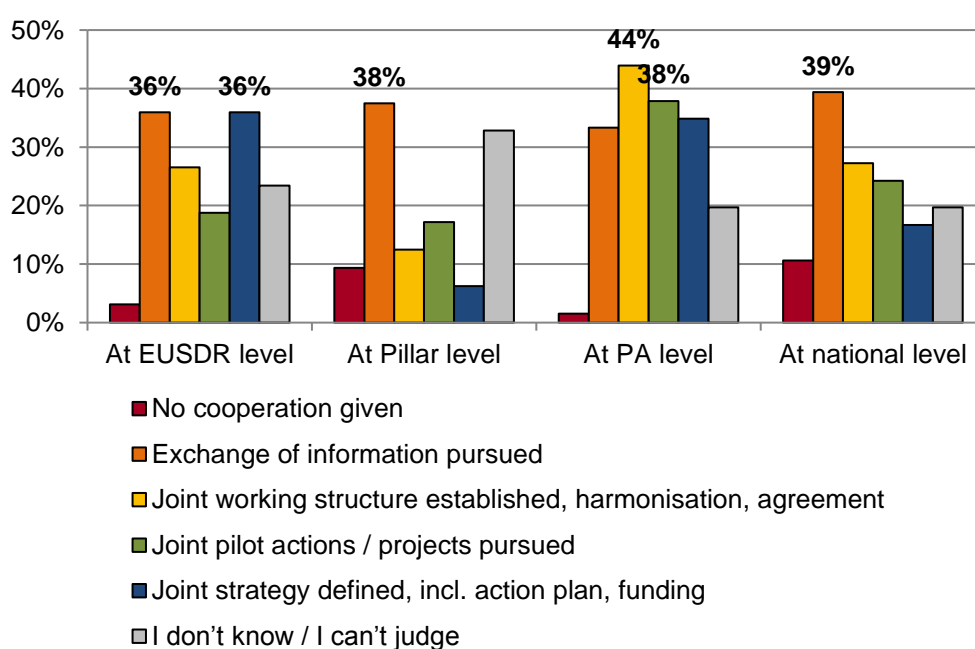 50%
44%
40%
36%
36%
38%
38%
39%
30%
20%
10%
0%
At EUSDR level
At Pillar level
At PA level
At national level
No cooperation given
Exchange of information pursued
Joint working structure established, harmonisation, agreement
Joint pilot actions / projects pursued
Joint strategy defined, incl. action plan, funding
I don’t know / I can’t judge